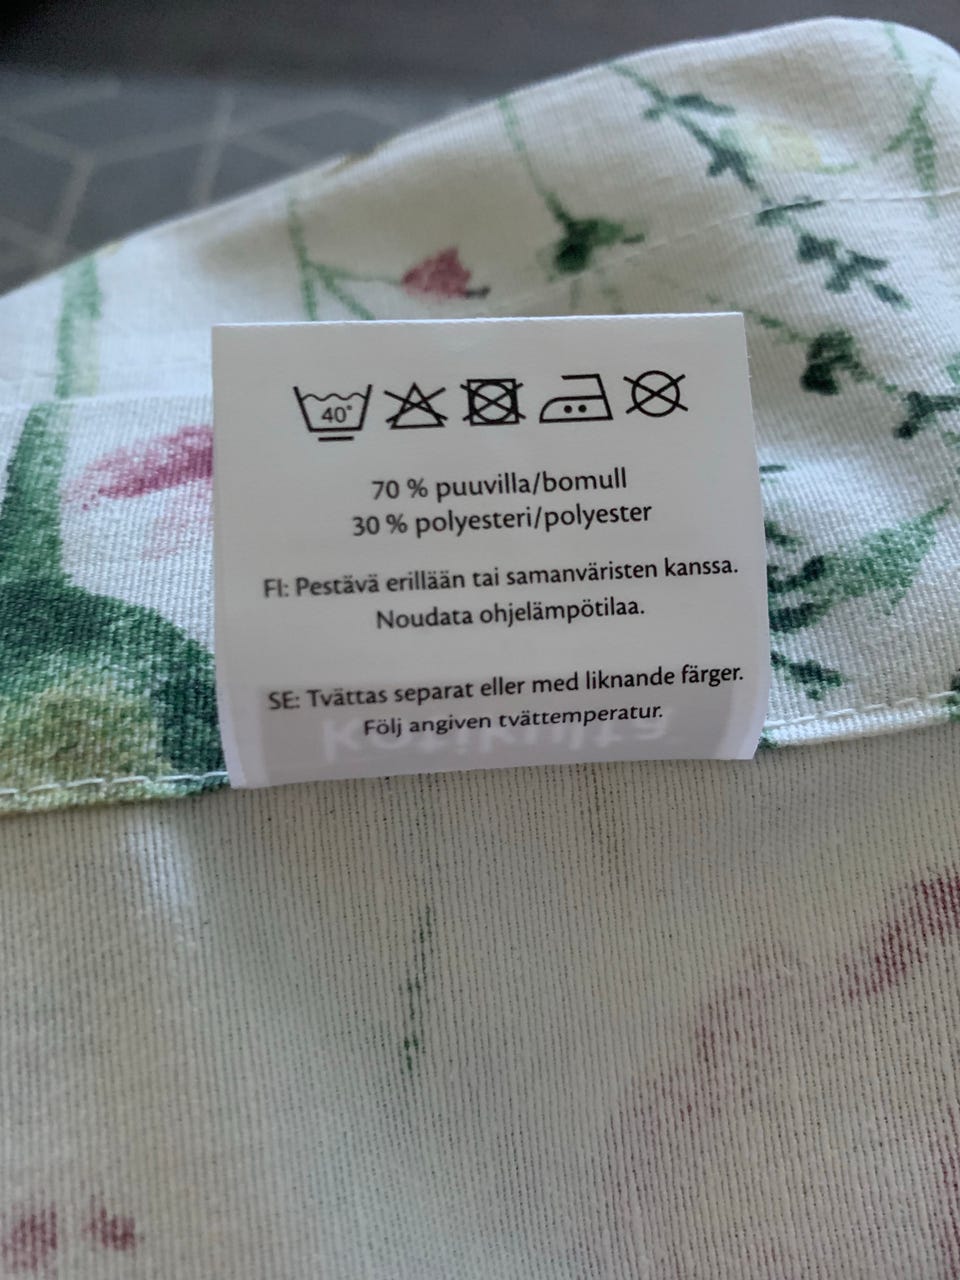 40°
70 % puuvilla/bomull
30 % polyesteri/polyester
FI: Pestävä erillään tai samanväristen kanssa.
Noudata ohjelämpötilaa.
SE: Tvättas separat eller med liknande färger.
Följ angiven tvättemperatur.